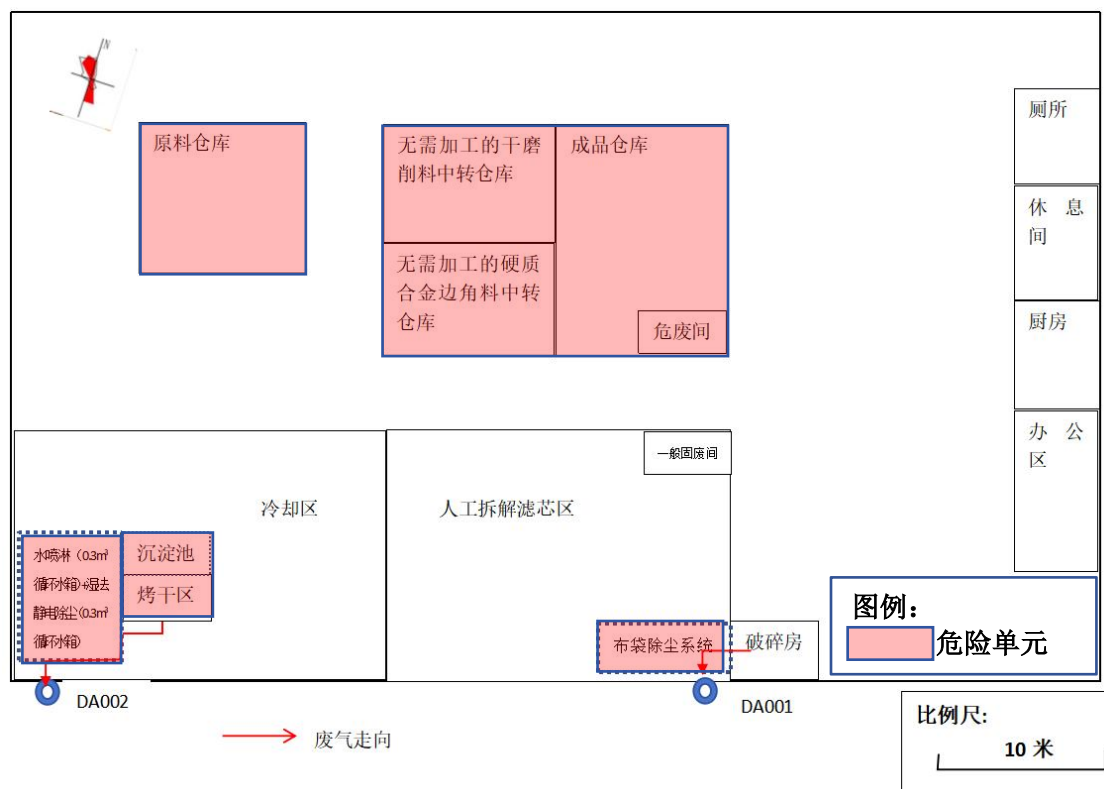 N
原料仓库
无需加工的干磨
削料中转仓库
成品仓库
厕所
休 息
间
无需加工的硬质
合金边角料中转
仓库
危废间
厨房
办 公
区
一般固废间
冷却区
人工拆解滤芯区
水喷淋（0.3m³
循环水箱）+湿去
静电除尘（0.3m³
循环水箱）
沉淀池
烤干区
布袋除尘系统
破碎房
图例：
危险单元
DA002
DA001
废气走向
比例尺:
10 米